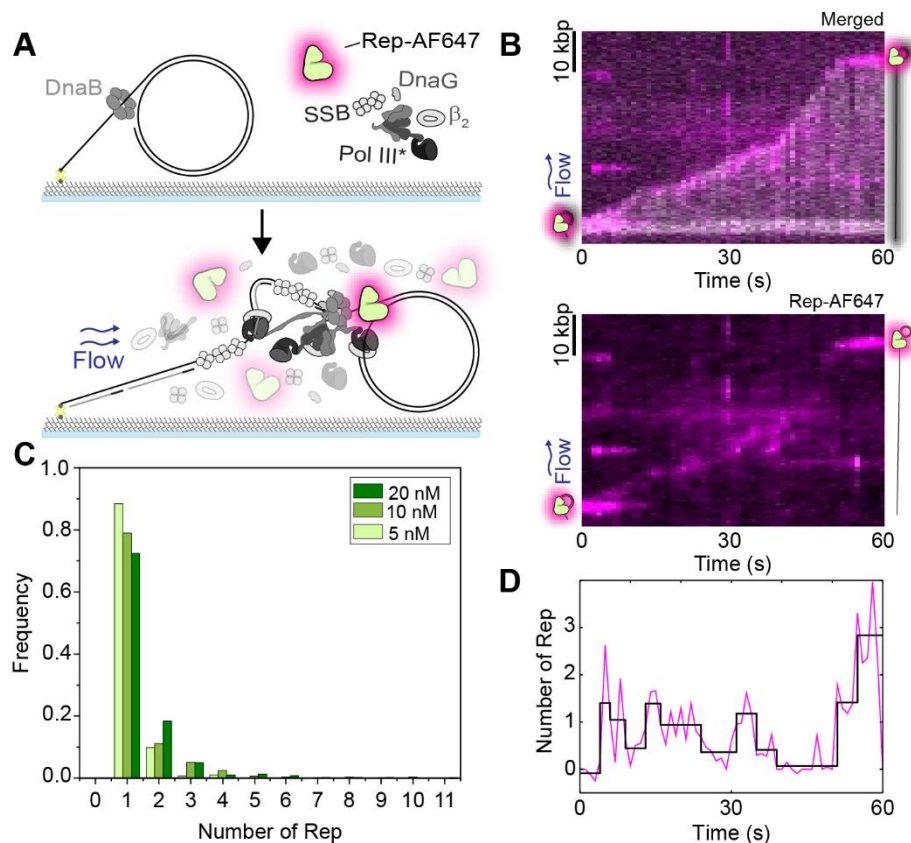 A
Rep-AF647
DnaB
DnaG
SSB
β₂
Pol III*
Flow
B
Merged
10 kbp
Flow
0 30 60
Time (s)
Rep-AF647
10 kbp
Flow
0 30 60
Time (s)
C
1.0
0.8
0.6
0.4
0.2
0.0
Frequency
20 nM
10 nM
5 nM
0 1 2 3 4 5 6 7 8 9 10 11
Number of Rep
D
3
2
1
0
Number of Rep
0 30 60
Time (s)